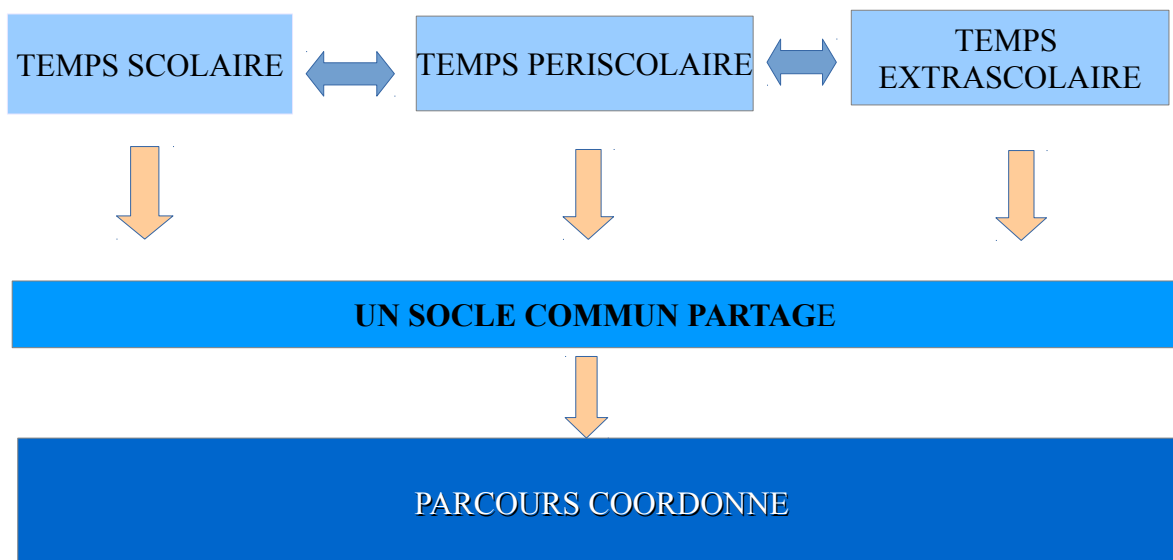 TEMPS SCOLAIRE
TEMPS PERISCOLAIRE
TEMPS
EXTRASCOLAIRE
UN SOCLE COMMUN PARTAGE
PARCOURS COORDONNE